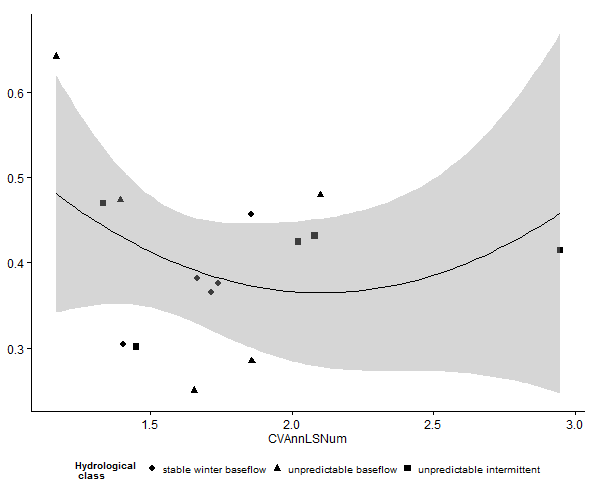 0.6
0.5
0.4
0.3
1.5 2.0 2.5 3.0
CVAnnLSNum
Hydrological
class
stable winter baseflow unpredictable baseflow unpredictable intermittent